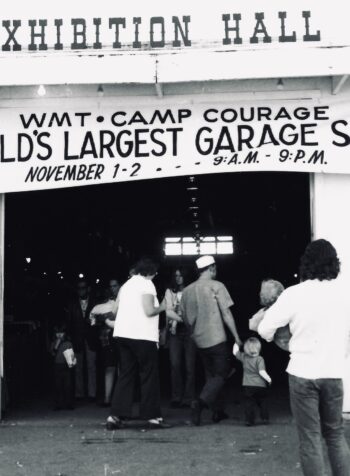 XHIBITION HALL
WMT • CAMP COURAGE
LD'S LARGEST GARAGE S
NOVEMBER 1-2 - - - 9:A.M. - 9:P.M.